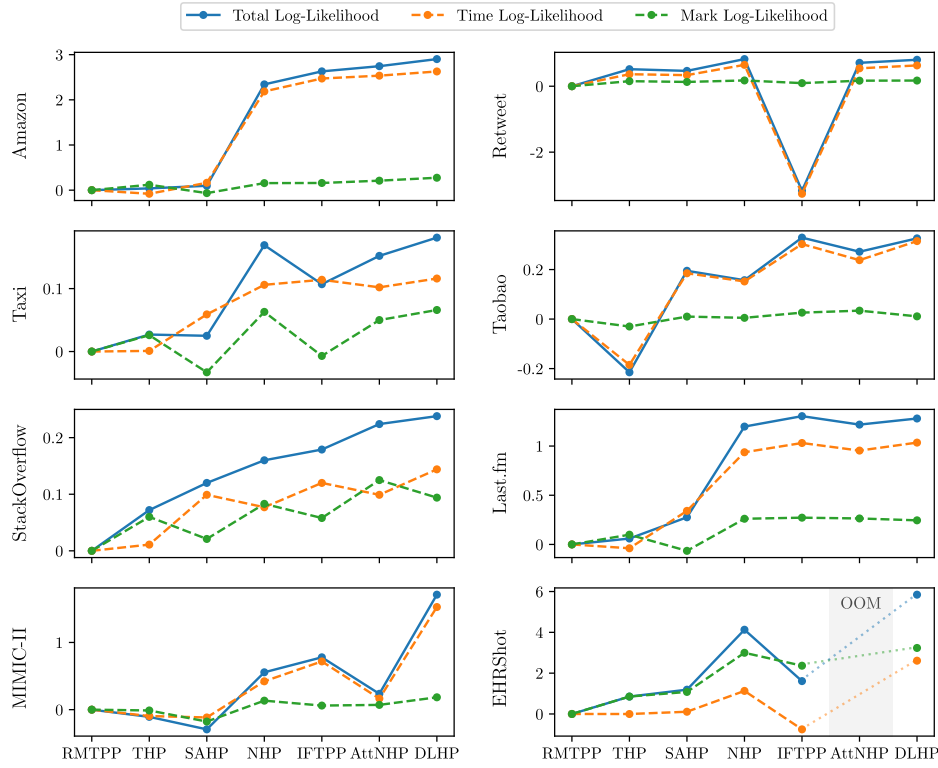 Total Log-Likelihood Time Log-Likelihood Mark Log-Likelihood
Amazon
3
2
1
0
Retweet
0
-2
Taxi
0.1
0
Taobao
0.2
0
-0.2
StackOverflow
0.2
0.1
0
Last.fm
1
0.5
0
MIMIC-II
1
0
RMTPP THP SAHP NHP IFTPP AttNHP DLHP
EHRShot
6
4
2
0
OOM
RMTPP THP SAHP NHP IFTPP AttNHP DLHP